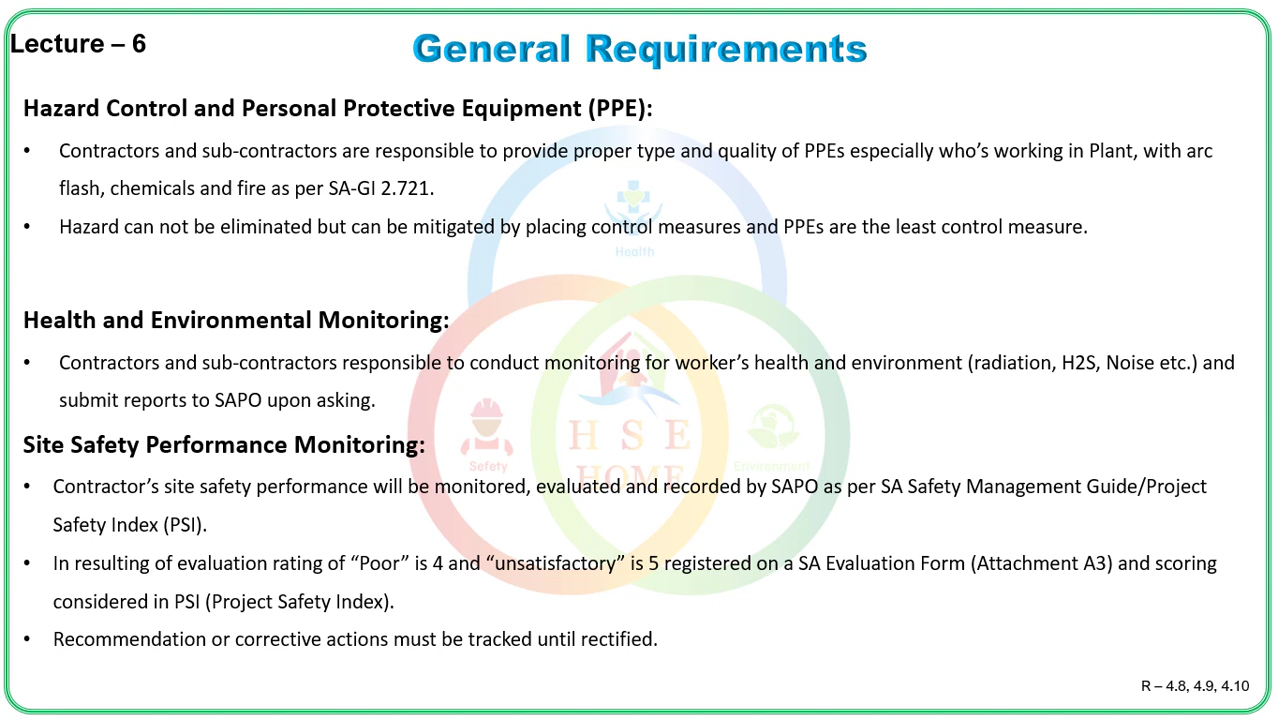 Lecture – 6
General Requirements
Hazard Control and Personal Protective Equipment (PPE):
• Contractors and sub-contractors are responsible to provide proper type and quality of PPEs especially who’s working in Plant, with arc
flash, chemicals and fire as per SA-GI 2.721.
• Hazard can not be eliminated but can be mitigated by placing control measures and PPEs are the least control measure.
Health
Health and Environmental Monitoring:
• Contractors and sub-contractors responsible to conduct monitoring for worker’s health and environment (radiation, H2S, Noise etc.) and
submit reports to SAPO upon asking.
Site Safety Performance Monitoring:
H S E
HOME
Safety
Environment
• Contractor’s site safety performance will be monitored, evaluated and recorded by SAPO as per SA Safety Management Guide/Project
Safety Index (PSI).
• In resulting of evaluation rating of “Poor” is 4 and “unsatisfactory” is 5 registered on a SA Evaluation Form (Attachment A3) and scoring
considered in PSI (Project Safety Index).
• Recommendation or corrective actions must be tracked until rectified.
R – 4.8, 4.9, 4.10